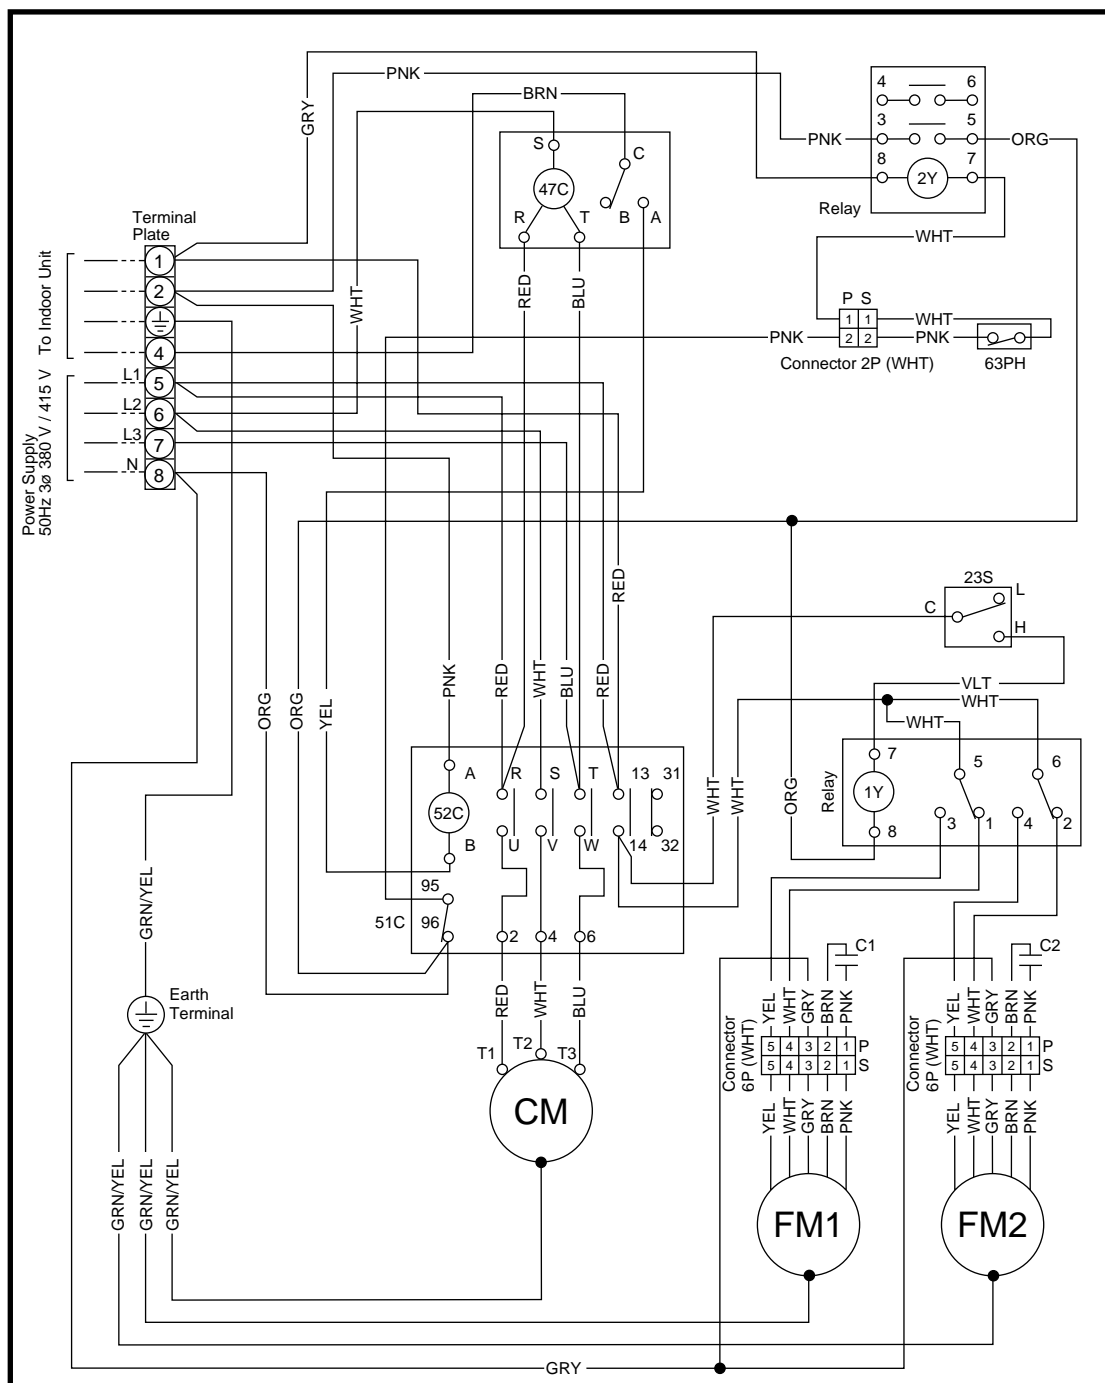 PNK
GRY
BRN
4
6
3
5
PNK
ORG
8
2Y
7
Relay
WHT
S
C
47C
R
T
B
A
Terminal
Plate
1
2
4
L1
5
L2
6
L3
7
N
8
To Indoor Unit
Power Supply
50Hz 3ø 380 V / 415 V
WHT
RED
BLU
P S
1 1
2 2
WHT
PNK
PNK
Connector 2P (WHT)
63PH
RED
23S
L
C
H
VLT
WHT
WHT
ORG
ORG
YEL
PNK
RED
WHT
BLU
RED
WHT
WHT
ORG
Relay
7
5
6
1Y
8
3
1
4
2
A
R
S
T
13
31
52C
B
U
V
W
14
32
95
51C
96
2
4
6
GRN/YEL
Earth
Terminal
RED
WHT
BLU
T1
T2
T3
CM
C1
YEL
WHT
GRY
BRN
PNK
Connector
6P (WHT)
5 4 3 2 1 P
5 4 3 2 1 S
YEL
WHT
GRY
BRN
PNK
FM1
C2
YEL
WHT
GRY
BRN
PNK
Connector
6P (WHT)
5 4 3 2 1 P
5 4 3 2 1 S
YEL
WHT
GRY
BRN
PNK
FM2
GRN/YEL
GRN/YEL
GRN/YEL
GRY